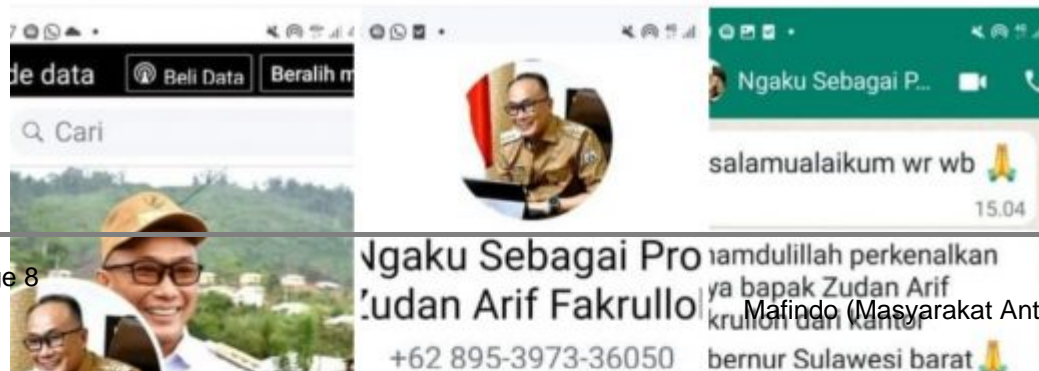 de data
Beli Data
Beralih m
Cari
Ngaku Sebagai Pro
Zudan Arif Fakrullo
+62 895-3973-36050
Ngaku Sebagai P...
salamualaikum wr wb 🙏
15.04
hamdulillah perkenalkan
ya bapak Zudan Arif
krulloh dari kantor
bernur Sulawesi barat 🙏
e 8
Mafindo (Masyarakat Ant